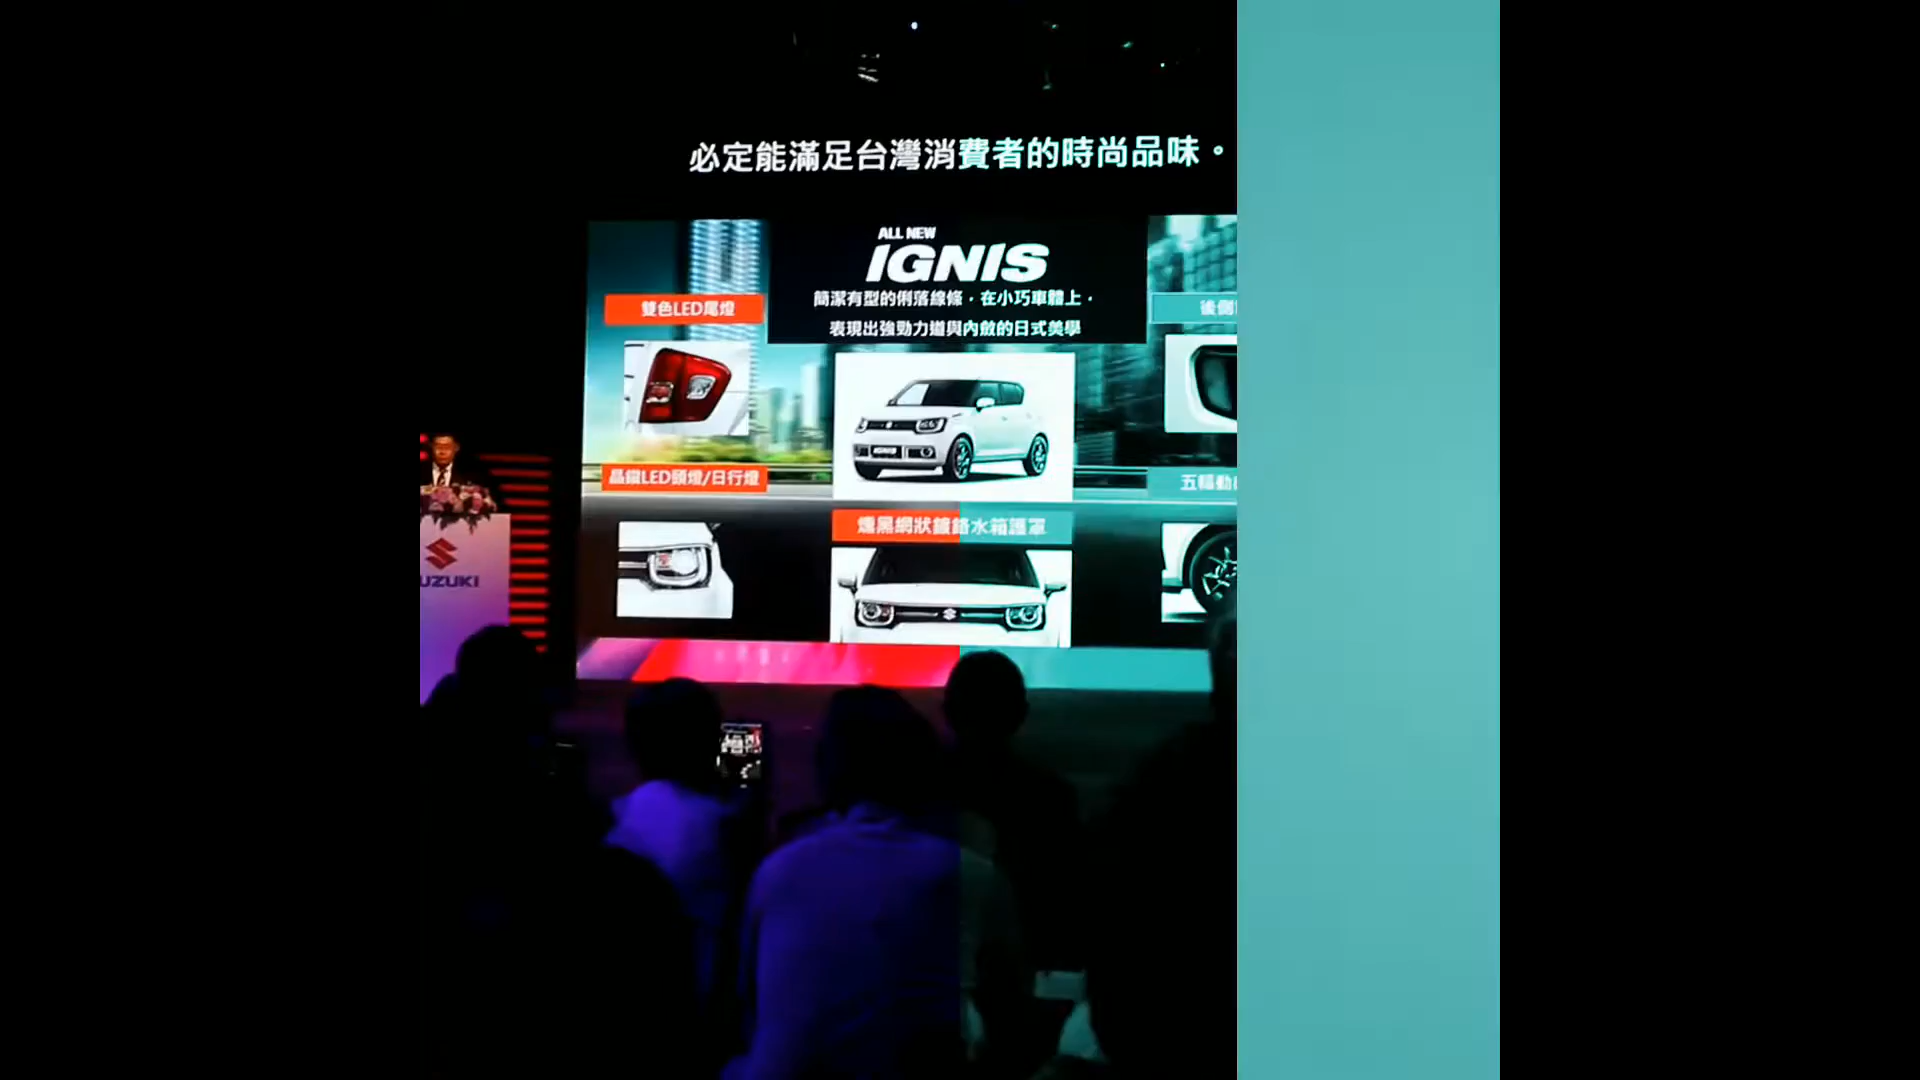 必定能滿足台灣消費者的時尚品味。
ALL NEW
IGNIS
簡潔有型的俐落線條,在小巧車體上,
表現出強勁力道與內斂的日式美學
雙色LED尾燈
後側
晶鑽LED頭燈/日行燈
五輻動
燻黑網狀鍍鉻水箱護罩
UZUKI